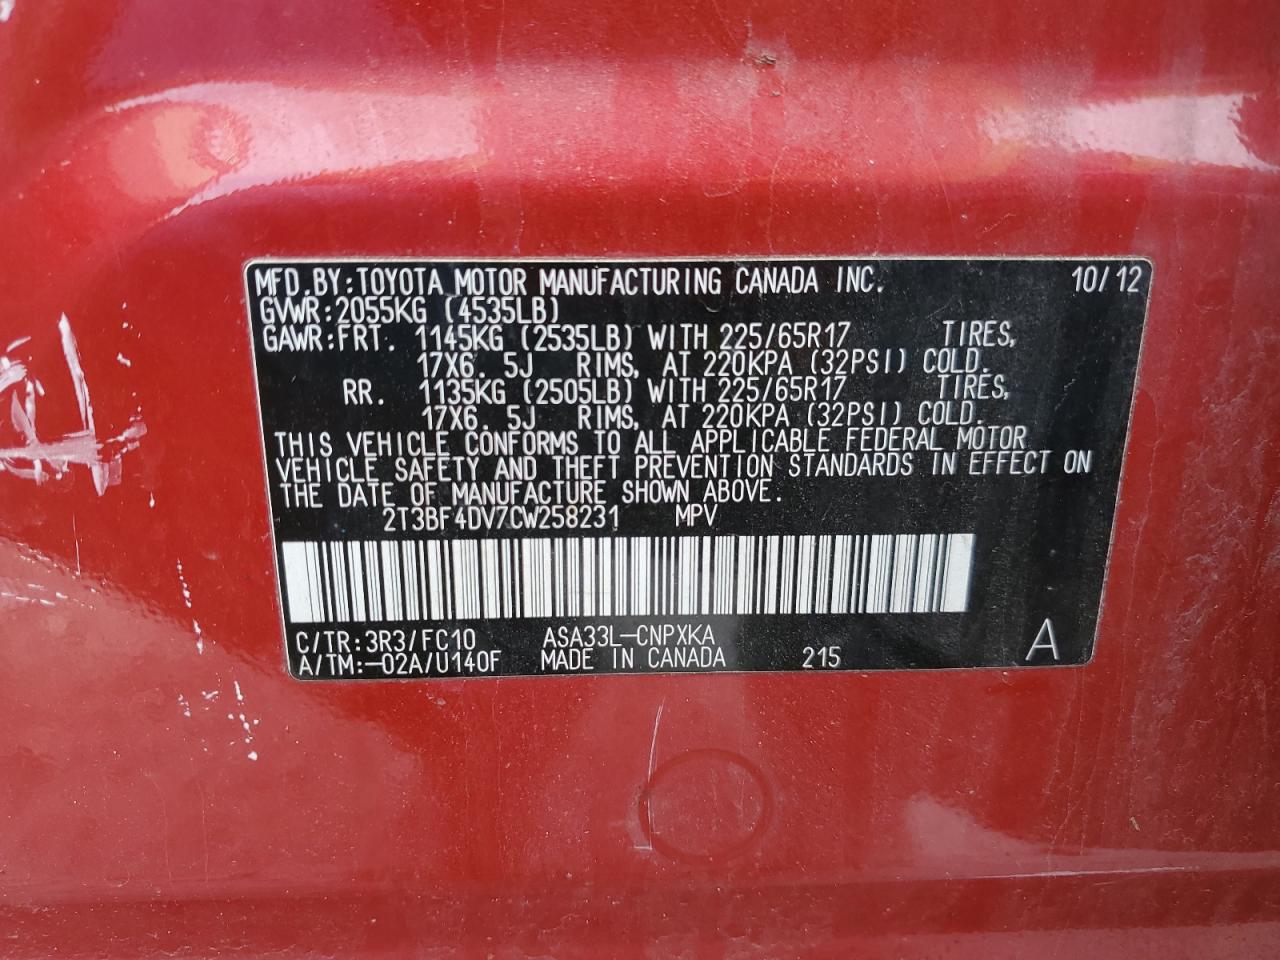 MFD.BY:TOYOTA MOTOR MANUFACTURING CANADA INC. 10/12
GVWR:2055KG (4535LB)
GAWR:FRT. 1145KG (2535LB) WITH 225/65R17 TIRES,
17X6.5J RIMS, AT 220KPA (32PSI) COLD.
RR. 1135KG (2505LB) WITH 225/65R17 TIRES,
17X6.5J RIMS, AT 220KPA (32PSI) COLD.
THIS VEHICLE CONFORMS TO ALL APPLICABLE FEDERAL MOTOR
VEHICLE SAFETY AND THEFT PREVENTION STANDARDS IN EFFECT ON
THE DATE OF MANUFACTURE SHOWN ABOVE.
2T3BF4DV7CW258231 MPV
C/TR:3R3/FC10 ASA33L-CNPXKA
A/TM:-02A/U140F MADE IN CANADA 215 A